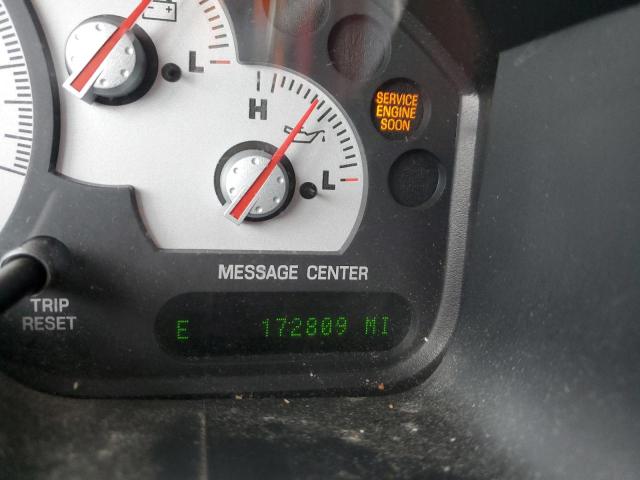 L
H
SERVICE
ENGINE
SOON
L
MESSAGE CENTER
TRIP
RESET
E 172809 MI